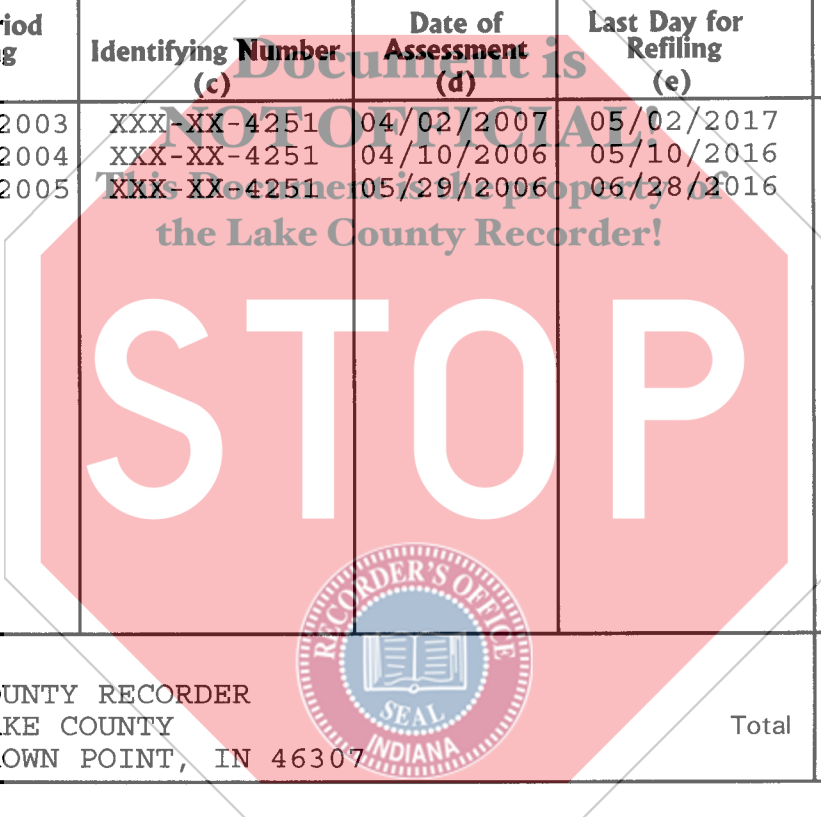 riod
g
Identifying Number
(c)
Date of
Assessment
(d)
Last Day for
Refiling
(e)
2003 XXX-XX-4251 04/02/2007 05/02/2017
2004 XXX-XX-4251 04/10/2006 05/10/2016
2005 XXX-XX-4251 05/29/2006 06/28/2016
Document is
NOT OFFICIAL!
This Document is the property of
the Lake County Recorder!
STOP
RECORDER'S OFFICE
SEAL
INDIANA
OUNTY RECORDER
AKE COUNTY
OWN POINT, IN 46307
Total